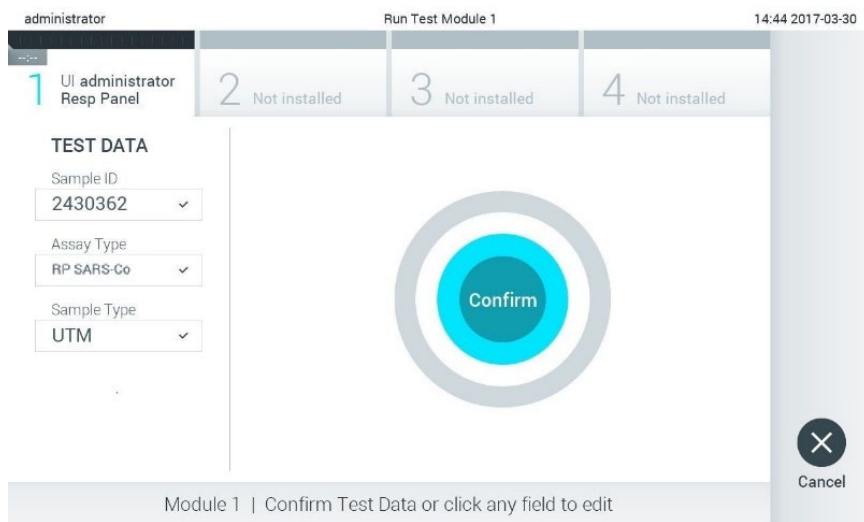 administrator Run Test Module 1 14:44 2017-03-30
--:--
1 UI administrator
Resp Panel
2 Not installed
3 Not installed
4 Not installed
TEST DATA
Sample ID
2430362
Assay Type
RP SARS-Co
Sample Type
UTM
Confirm
Cancel
Module 1 | Confirm Test Data or click any field to edit